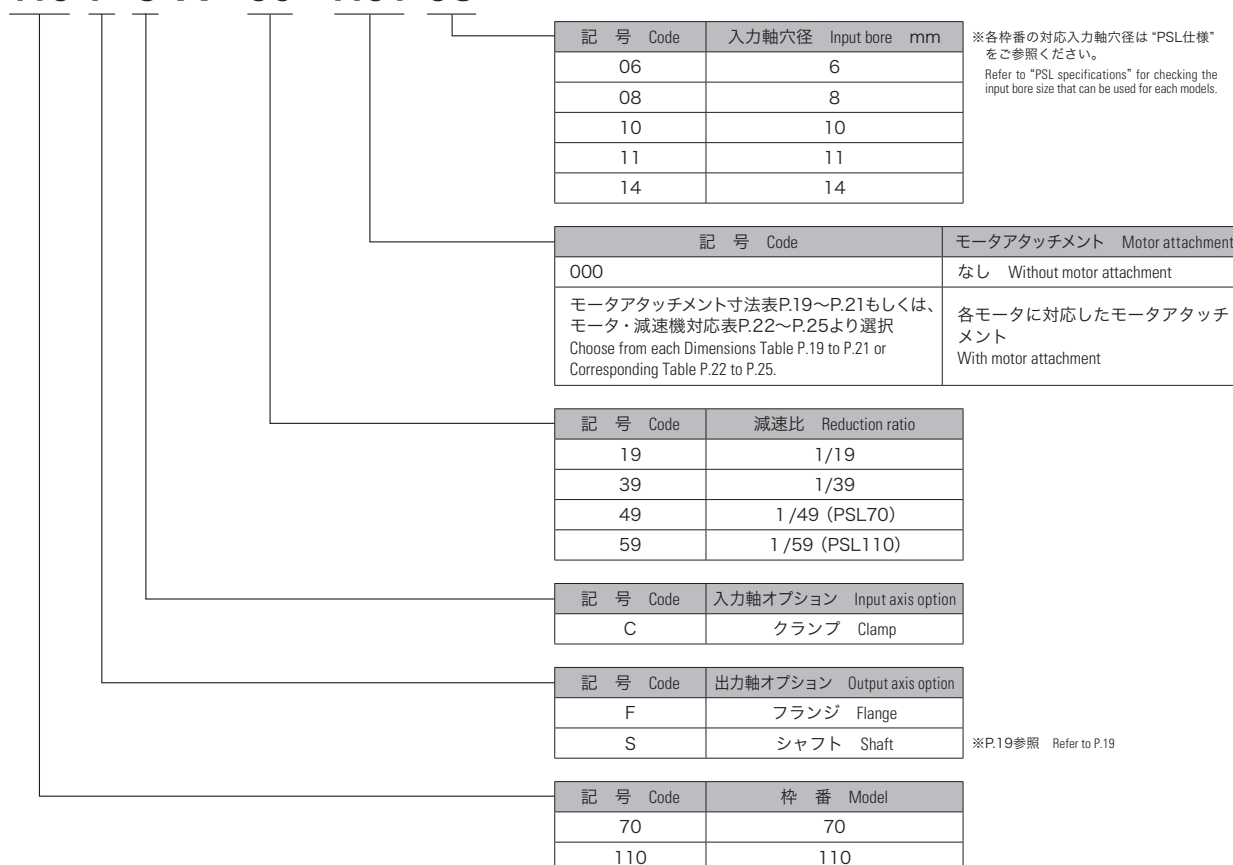 記 号 Code 入力軸穴径 Input bore mm
06 6
08 8
10 10
11 11
14 14
※各枠番の対応入力軸穴径は “PSL仕様”
をご参照ください。
Refer to “PSL specifications” for checking the
input bore size that can be used for each models.
記 号 Code モータアタッチメント Motor attachment
000 なし Without motor attachment
モータアタッチメント寸法表P.19～P.21もしくは、
モータ・減速機対応表P.22～P.25より選択
Choose from each Dimensions Table P.19 to P.21 or
Corresponding Table P.22 to P.25.
各モータに対応したモータアタッチ
メント
With motor attachment
記 号 Code 減速比 Reduction ratio
19 1/19
39 1/39
49 1/49（PSL70）
59 1/59（PSL110）
記 号 Code 入力軸オプション Input axis option
C クランプ Clamp
記 号 Code 出力軸オプション Output axis option
F フランジ Flange
S シャフト Shaft
※P.19参照 Refer to P.19
記 号 Code 枠 番 Model
70 70
110 110